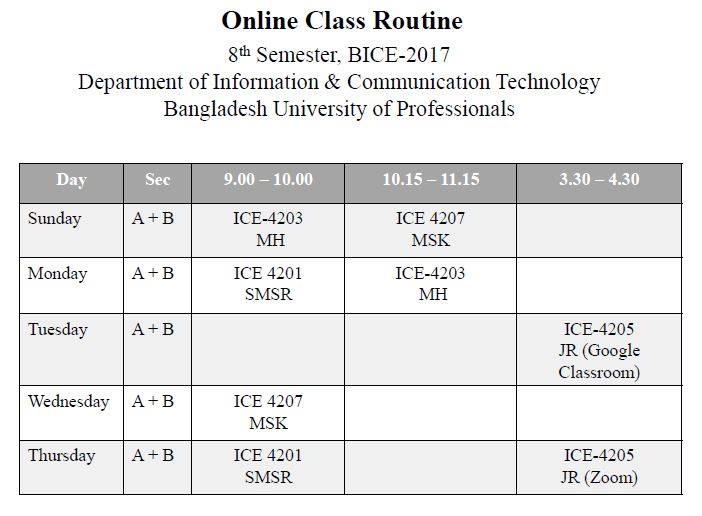 Online Class Routine
8th Semester, BICE-2017
Department of Information & Communication Technology
Bangladesh University of Professionals
Day Sec 9.00 – 10.00 10.15 – 11.15 3.30 – 4.30
Sunday A + B ICE-4203 ICE 4207
MH MSK
Monday A + B ICE 4201 ICE-4203
SMSR MH
Tuesday A + B ICE-4205
JR (Google
Classroom)
Wednesday A + B ICE 4207
MSK
Thursday A + B ICE 4201 ICE-4205
SMSR JR (Zoom)